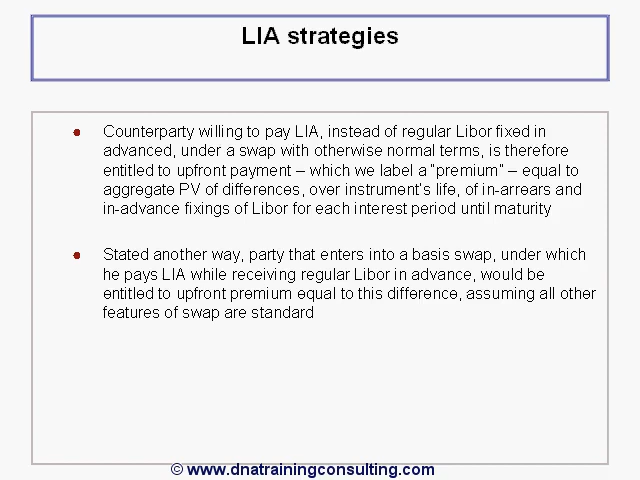 LIA strategies
Counterparty willing to pay LIA, instead of regular Libor fixed in
advanced, under a swap with otherwise normal terms, is therefore
entitled to upfront payment – which we label a “premium” – equal to
aggregate PV of differences, over instrument’s life, of in-arrears and
in-advance fixings of Libor for each interest period until maturity
Stated another way, party that enters into a basis swap, under which
he pays LIA while receiving regular Libor in advance, would be
entitled to upfront premium equal to this difference, assuming all other
features of swap are standard
© www.dnatrainingconsulting.com